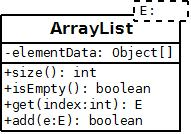 E:
ArrayList
-elementData: Object[]
+size(): int
+isEmpty(): boolean
+get(index:int): E
+add(e:E): boolean